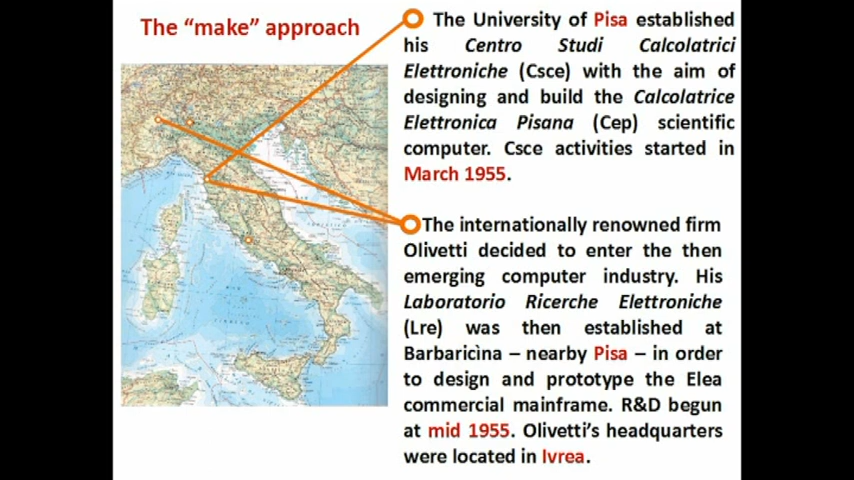 The “make” approach
The University of Pisa established
his Centro Studi Calcolatrici
Elettroniche (Csce) with the aim of
designing and build the Calcolatrice
Elettronica Pisana (Cep) scientific
computer. Csce activities started in
March 1955.
The internationally renowned firm
Olivetti decided to enter the then
emerging computer industry. His
Laboratorio Ricerche Elettroniche
(Lre) was then established at
Barbaricìna – nearby Pisa – in order
to design and prototype the Elea
commercial mainframe. R&D begun
at mid 1955. Olivetti’s headquarters
were located in Ivrea.